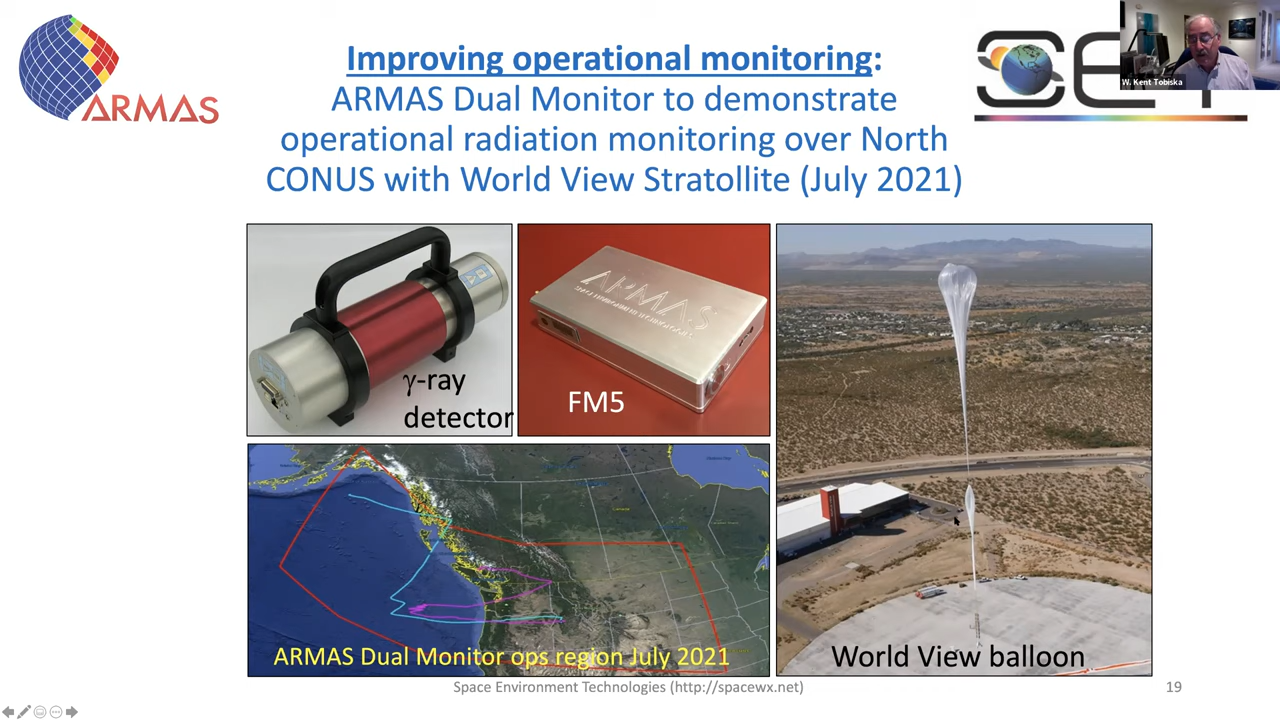 ARMAS
Improving operational monitoring:
ARMAS Dual Monitor to demonstrate
operational radiation monitoring over North
CONUS with World View Stratollite (July 2021)
W. Kent Tobiska
γ-ray
detector
ARMAS
FM5
ARMAS Dual Monitor ops region July 2021
World View balloon
Space Environment Technologies (http://spacewx.net)
19